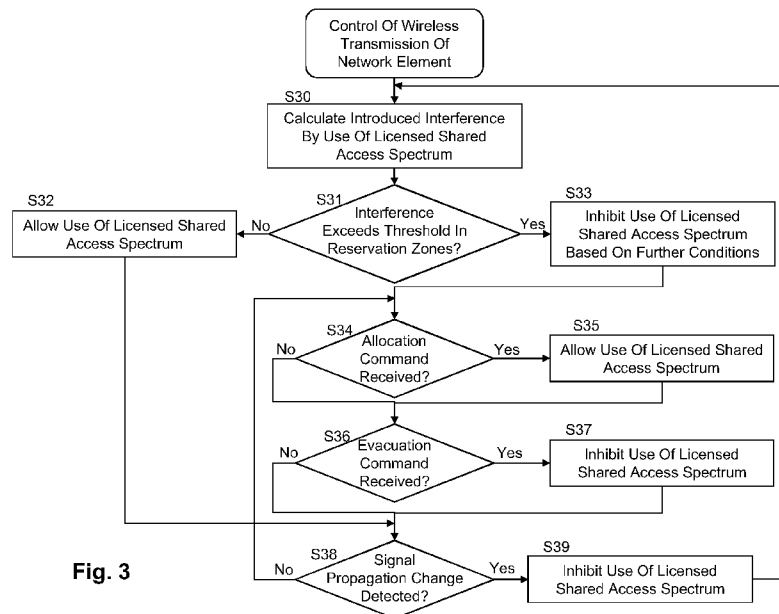 Control Of Wireless
Transmission Of
Network Element
S30
Calculate Introduced Interference
By Use Of Licensed Shared
Access Spectrum
S32
Allow Use Of Licensed Shared
Access Spectrum
No
S31
Interference
Exceeds Threshold In
Reservation Zones?
Yes
S33
Inhibit Use Of Licensed
Shared Access Spectrum
Based On Further Conditions
S34
No
Allocation
Command
Received?
Yes
S35
Allow Use Of Licensed Shared
Access Spectrum
S36
No
Evacuation
Command
Received?
Yes
S37
Inhibit Use Of Licensed
Shared Access Spectrum
S38
No
Signal
Propagation Change
Detected?
Yes
S39
Inhibit Use Of Licensed
Shared Access Spectrum
Fig. 3